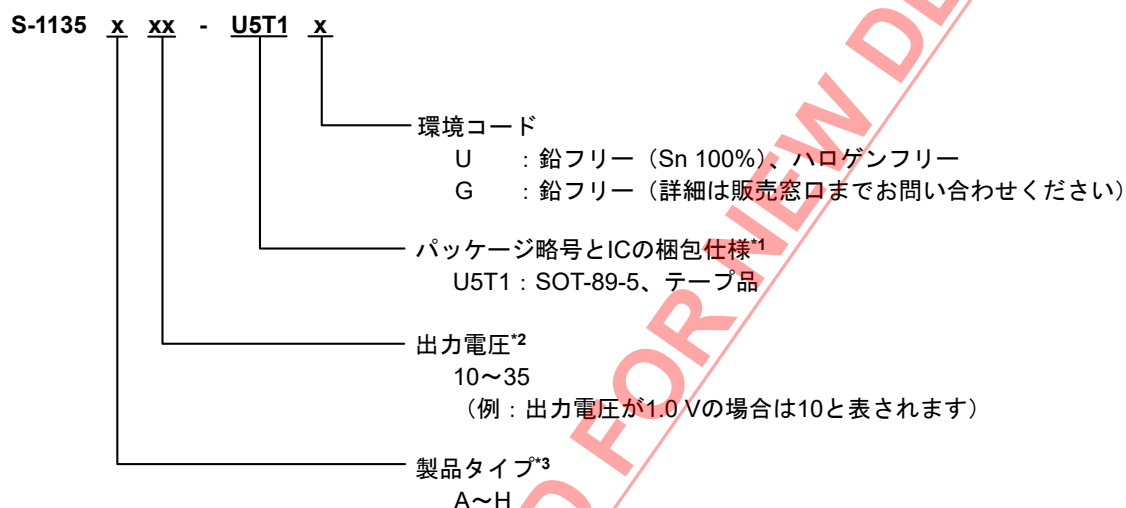 S-1135 x xx - U5T1 x
環境コード
U : 鉛フリー（Sn 100%）、ハロゲンフリー
G : 鉛フリー（詳細は販売窓口までお問い合わせください）
パッケージ略号とICの梱包仕様*1
U5T1：SOT-89-5、テープ品
出力電圧*2
10～35
（例：出力電圧が1.0 Vの場合は10と表されます）
製品タイプ*3
A～H
D FOR NEW DE